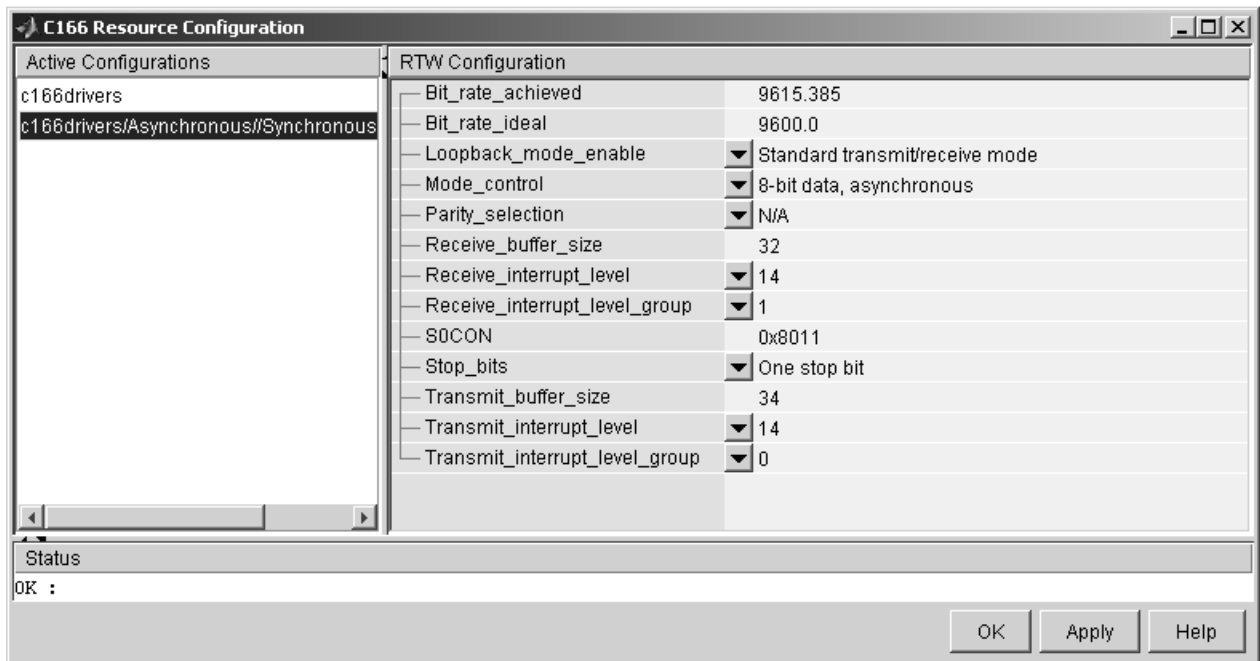 C166 Resource Configuration
Active Configurations
RTW Configuration
c166drivers
c166drivers/Asynchronous//Synchronous
Bit_rate_achieved 9615.385
Bit_rate_ideal 9600.0
Loopback_mode_enable Standard transmit/receive mode
Mode_control 8-bit data, asynchronous
Parity_selection N/A
Receive_buffer_size 32
Receive_interrupt_level 14
Receive_interrupt_level_group 1
S0CON 0x8011
Stop_bits One stop bit
Transmit_buffer_size 34
Transmit_interrupt_level 14
Transmit_interrupt_level_group 0
Status
OK :
OK Apply Help